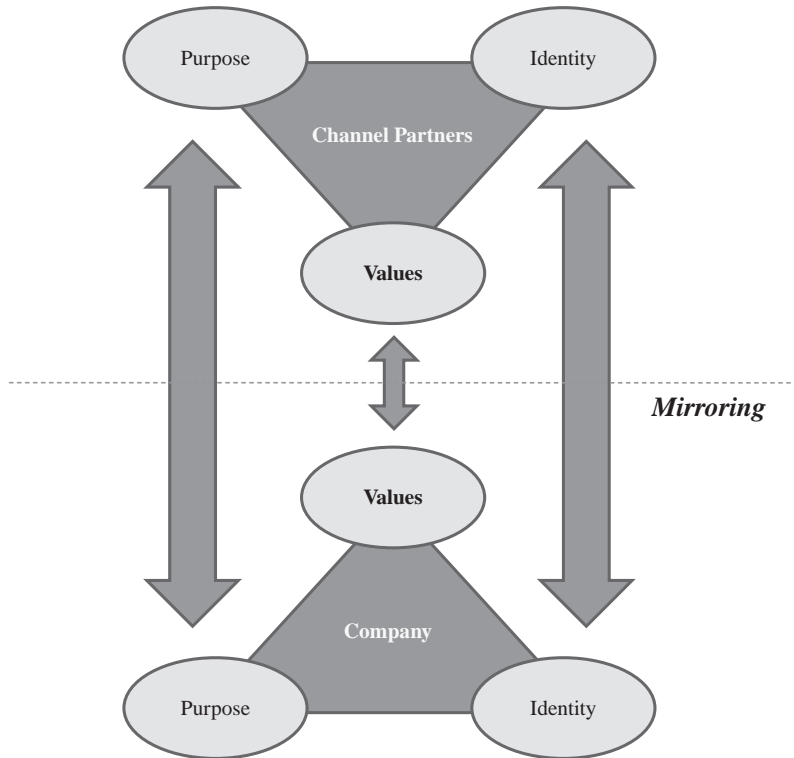 Purpose
Identity
Channel Partners
Values
Mirroring
Values
Company
Purpose
Identity